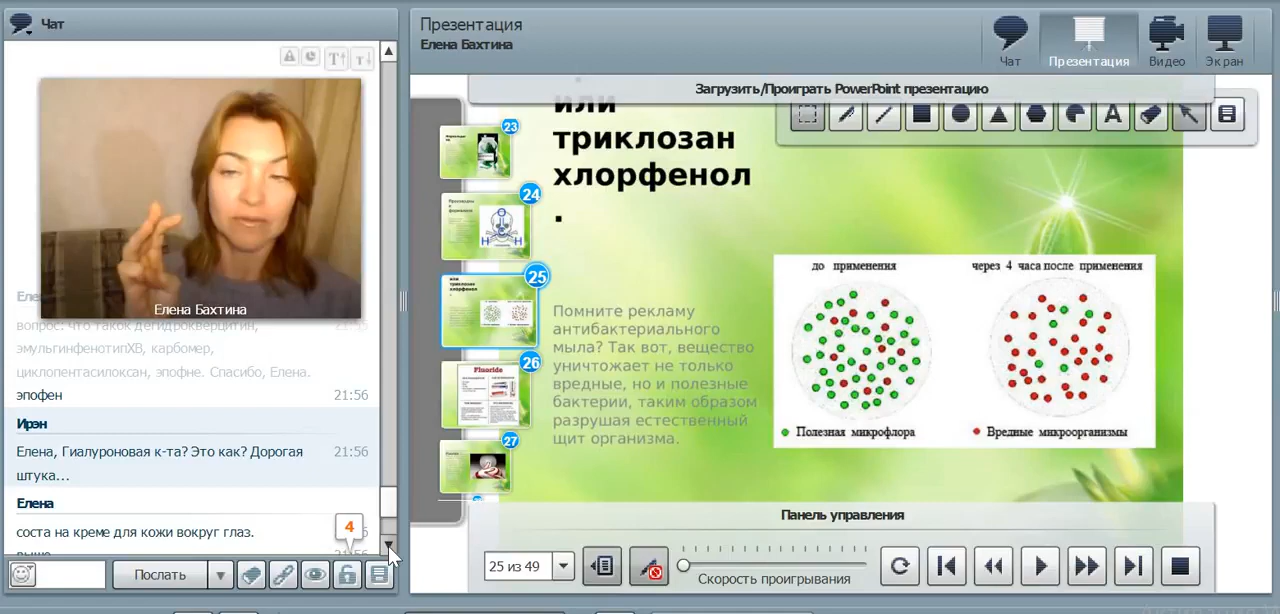 Чат
Елена Бахтина
вопрос: что такок дегидрокверцитин,
эмульгинфенотипХВ, карбомер,
циклопентасилоксан, эпофне. Спасибо, Елена.
эпофен 21:56
Ирэн
Елена, Гиалуроновая к-та? Это как? Дорогая 21:56
штука...
Елена
соста на креме для кожи вокруг глаз.
выше
4
Послать
Презентация
Елена Бахтина
Чат
Презентация
Видео
Экран
Загрузить/Проиграть PowerPoint презентацию
23
24
25
26
Fluoride
27
или
триклозан
хлорфенол
.
Помните рекламу
антибактериального
мыла? Так вот, вещество
уничтожает не только
вредные, но и полезные
бактерии, таким образом
разрушая естественный
щит организма.
до применения
через 4 часа после применения
Полезная микрофлора
Вредные микроорганизмы
Панель управления
25 из 49
Скорость проигрывания